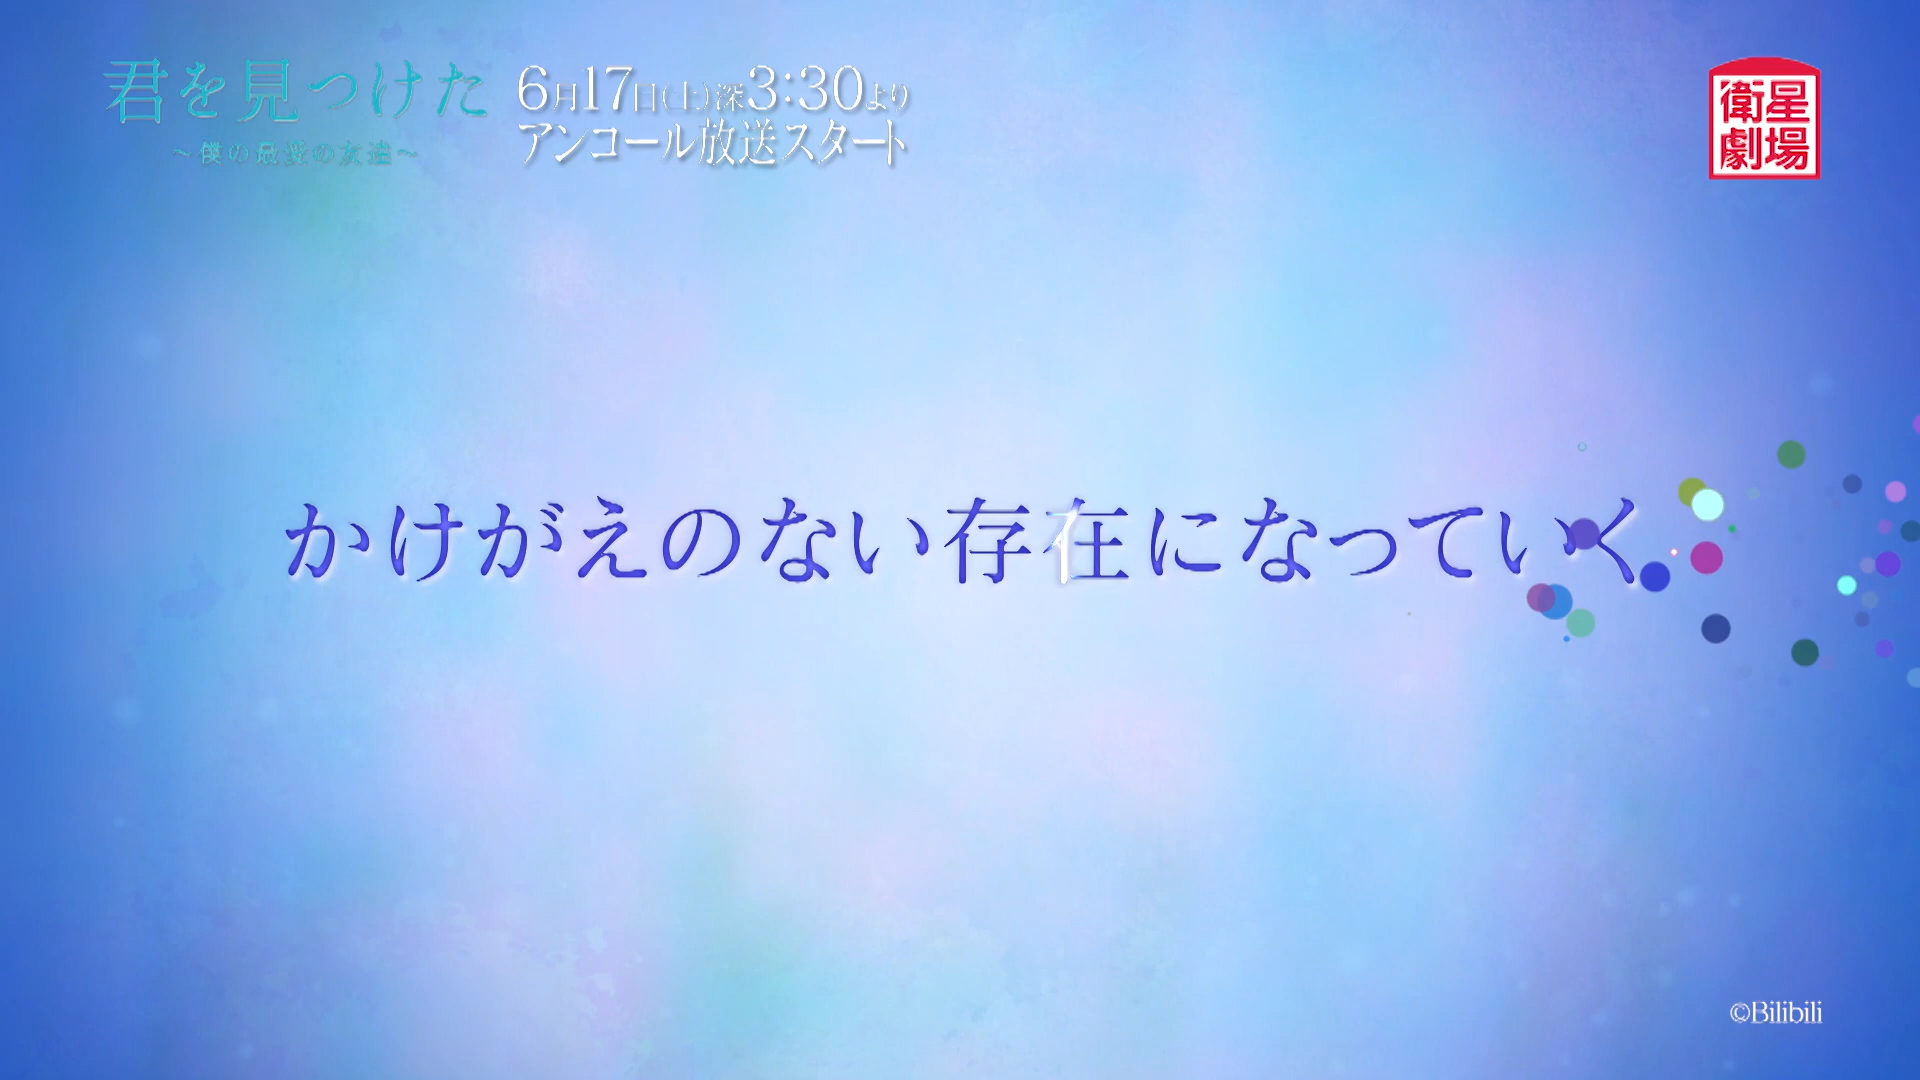 君を見つけた
～僕の最愛の友達～
6月17日(土)深3:30より
アンコール放送スタート
衛星
劇場
かけがえのない存在になっていく
©Bilibili